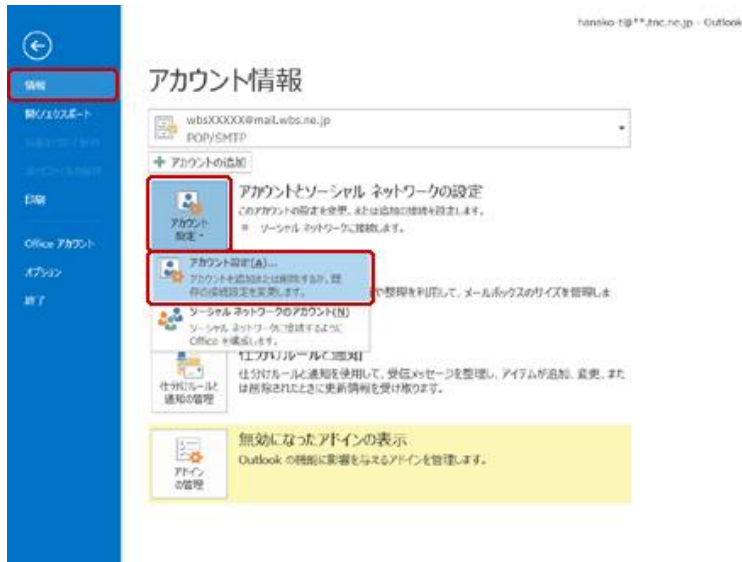 hanako-t@**.tnc.ne.jp - Outlook
情報
開く/エクスポート
印刷
Office アカウント
オプション
終了
アカウント情報
wbsXXXXX@mail.wbs.ne.jp
POP/SMTP
アカウントの追加
アカウント
設定
アカウントとソーシャル ネットワークの設定
このアカウントの設定を変更、または追加の接続を設定します。
ソーシャル ネットワークに接続します。
アカウント設定(A)...
アカウントを追加または削除するか、既
存の接続設定を変更します。
や整理を利用して、メールボックスのサイズを管理しま
ソーシャル ネットワークのアカウント(N)
ソーシャル ネットワークに接続するように
Office を構成します。
仕分けルールと通知
仕分けルールと
通知の管理
仕分けルールと通知を使用して、受信メッセージを整理し、アイテムが追加、変更、また
は削除されたときに更新情報を受け取ります。
アドイン
の管理
無効になったアドインの表示
Outlook の機能に影響を与えるアドインを管理します。